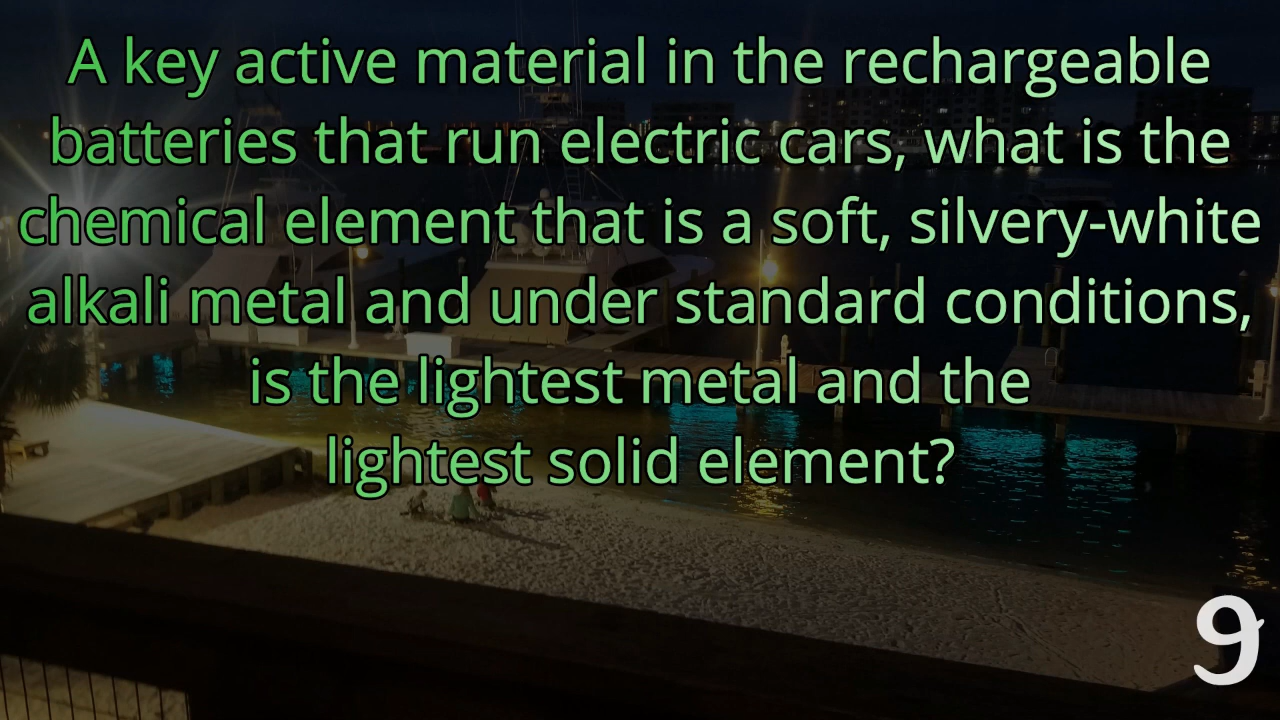 A key active material in the rechargeable
batteries that run electric cars, what is the
chemical element that is a soft, silvery-white
alkali metal and under standard conditions,
is the lightest metal and the
lightest solid element?
9